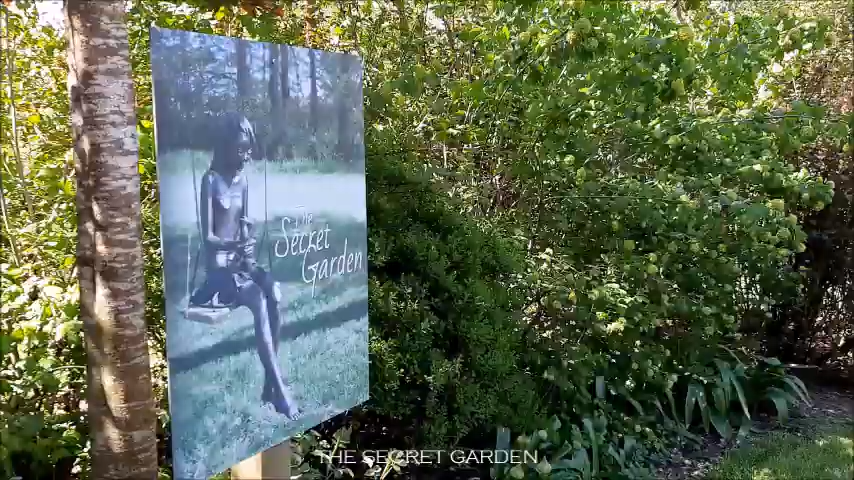 The
Secret
Garden
THE SECRET GARDEN